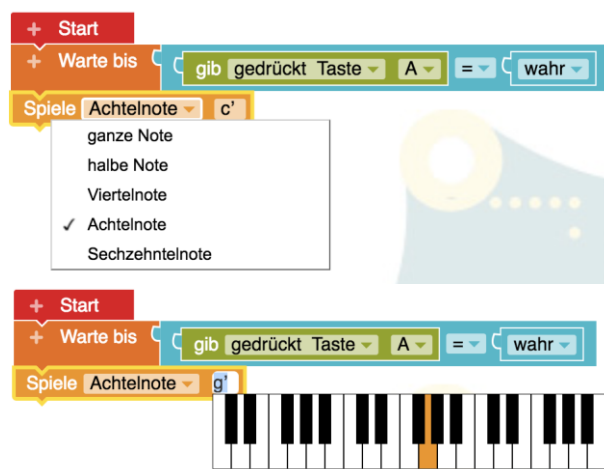 + Start
+ Warte bis gib gedrückt Taste A = wahr
Spiele Achtelnote c’
ganze Note
halbe Note
Viertelnote
✓ Achtelnote
Sechzehntelnote
+ Start
+ Warte bis gib gedrückt Taste A = wahr
Spiele Achtelnote g’